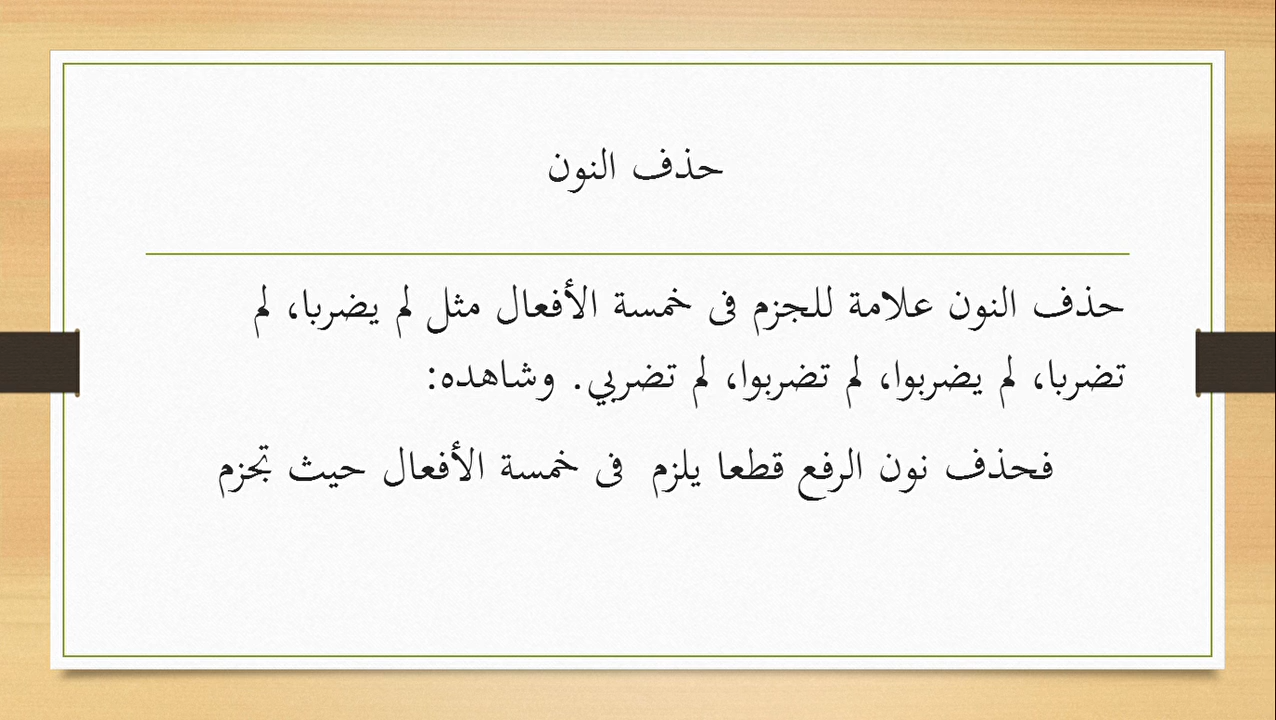 حذف النون
حذف النون علامة للجزم فى خمسة الأفعال مثل لم يضربا، لم
تضربا، لم يضربوا، لم تضربوا، لم تضربي. وشاهده:
فحذف نون الرفع قطعا يلزم فى خمسة الأفعال حيث تجزم